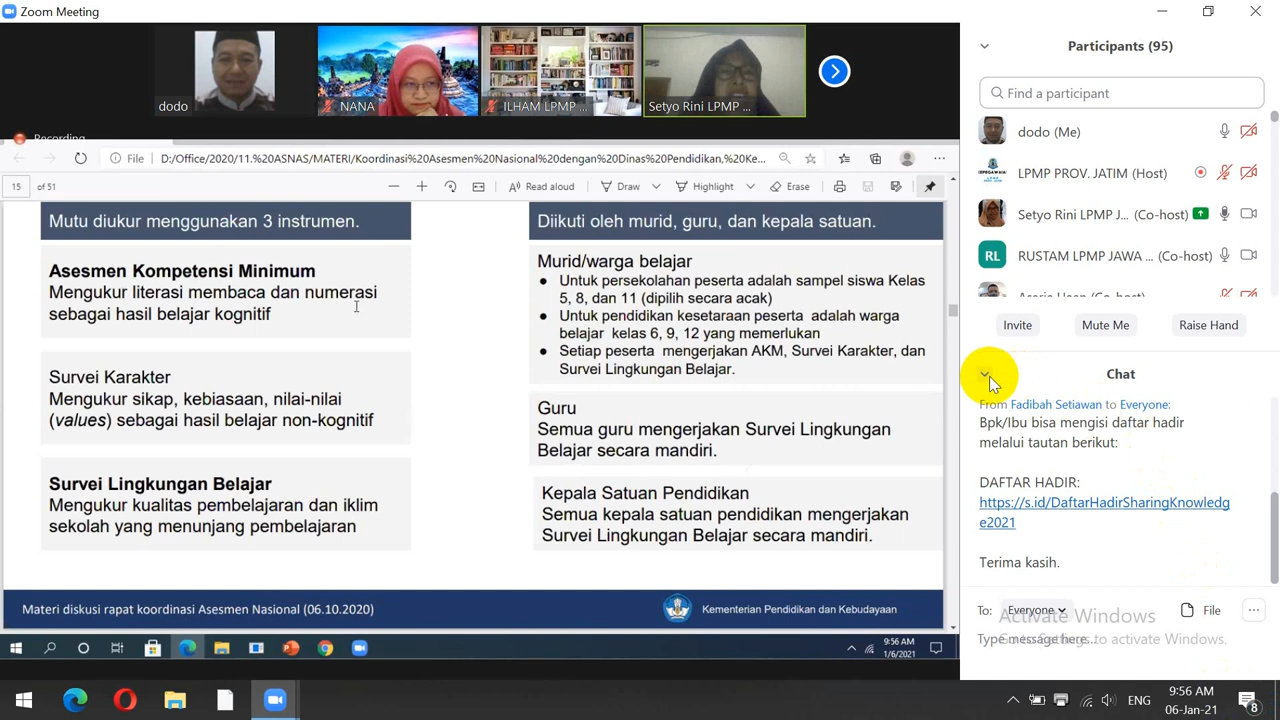 Zoom Meeting
dodo
NANA
ILHAM LPMP ...
Setyo Rini LPMP ...
Recording
File
D:/Office/2020/11.%20ASNAS/MATERI/Koordinasi%20Asesmen%20Nasional%20dengan%20Dinas%20Pendidikan,%20Ke...
15 of 51
Read aloud
Draw
Highlight
Erase
Mutu diukur menggunakan 3 instrumen.
Asesmen Kompetensi Minimum
Mengukur literasi membaca dan numerasi
sebagai hasil belajar kognitif
Survei Karakter
Mengukur sikap, kebiasaan, nilai-nilai
(values) sebagai hasil belajar non-kognitif
Survei Lingkungan Belajar
Mengukur kualitas pembelajaran dan iklim
sekolah yang menunjang pembelajaran
Diikuti oleh murid, guru, dan kepala satuan.
Murid/warga belajar
● Untuk persekolahan peserta adalah sampel siswa Kelas
5, 8, dan 11 (dipilih secara acak)
● Untuk pendidikan kesetaraan peserta adalah warga
belajar kelas 6, 9, 12 yang memerlukan
● Setiap peserta mengerjakan AKM, Survei Karakter, dan
Survei Lingkungan Belajar.
Guru
Semua guru mengerjakan Survei Lingkungan
Belajar secara mandiri.
Kepala Satuan Pendidikan
Semua kepala satuan pendidikan mengerjakan
Survei Lingkungan Belajar secara mandiri.
Materi diskusi rapat koordinasi Asesmen Nasional (06.10.2020)
Kementerian Pendidikan dan Kebudayaan
9:56 AM
1/6/2021
Participants (95)
Find a participant
dodo (Me)
LPMP PROV. JATIM (Host)
Setyo Rini LPMP J... (Co-host)
RL
RUSTAM LPMP JAWA ... (Co-host)
Invite
Mute Me
Raise Hand
Chat
From Fadibah Setiawan to Everyone:
Bpk/Ibu bisa mengisi daftar hadir
melalui tautan berikut:
DAFTAR HADIR:
https://s.id/DaftarHadirSharingKnowledg
e2021
Terima kasih.
To: Everyone
File
Activate Windows
Type message here...
Go to Settings to activate Windows.
ENG
9:56 AM
06-Jan-21
8